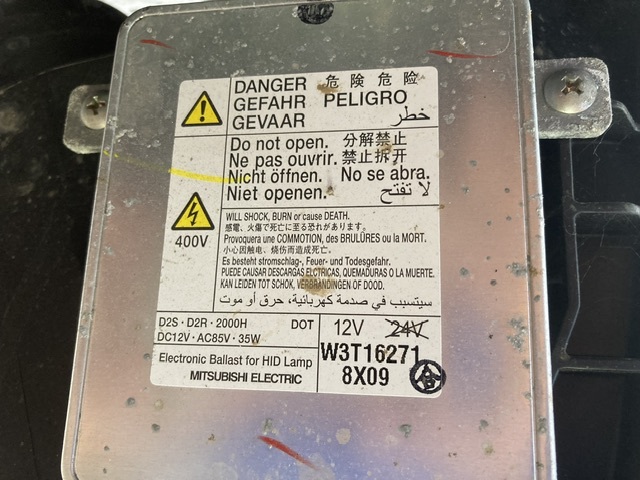 DANGER 危険 危险
GEFAHR PELIGRO
GEVAAR خطر
Do not open. 分解禁止
Ne pas ouvrir. 禁止拆开
Nicht öffnen. No se abra.
Niet openen. لا تفتح
400V
WILL SHOCK, BURN or cause DEATH.
感電、火傷で死亡に至る恐れがあります。
Provoquera une COMMOTION, des BRULÛRES ou la MORT.
小心因触电、烧伤而造成死亡。
Es besteht stromschlag-, Feuer- und Todesgefahr.
PUEDE CAUSAR DESCARGAS ELCTRICAS, QUEMADURAS O LA MUERTE.
KAN LEIDEN TOT SCHOK, VERBRANDINGEN OF DOOD.
سيتسبب في صدمة كهربائية، حرق أو موت
D2S・D2R・2000H DOT
DC12V・AC85V・35W
12V 24V
Electronic Ballast for HID Lamp
MITSUBISHI ELECTRIC
W3T16271
8X09 合